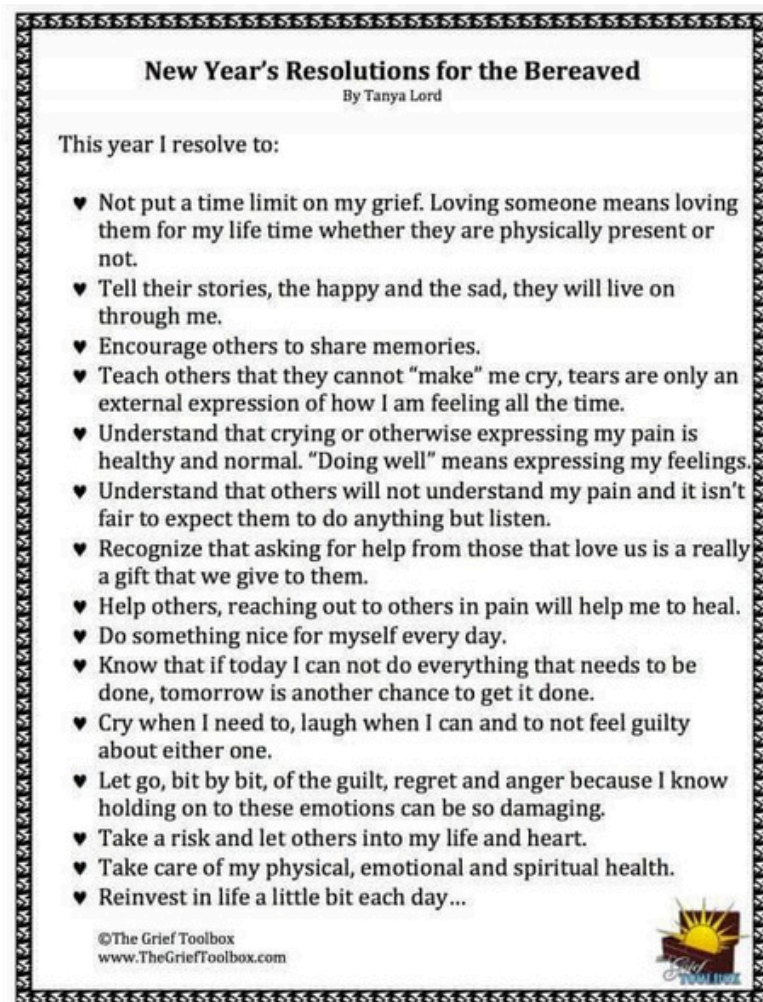 New Year's Resolutions for the Bereaved
By Tanya Lord
This year I resolve to:
♥ Not put a time limit on my grief. Loving someone means loving
them for my life time whether they are physically present or
not.
♥ Tell their stories, the happy and the sad, they will live on
through me.
♥ Encourage others to share memories.
♥ Teach others that they cannot “make” me cry, tears are only an
external expression of how I am feeling all the time.
♥ Understand that crying or otherwise expressing my pain is
healthy and normal. “Doing well” means expressing my feelings.
♥ Understand that others will not understand my pain and it isn't
fair to expect them to do anything but listen.
♥ Recognize that asking for help from those that love us is a really
a gift that we give to them.
♥ Help others, reaching out to others in pain will help me to heal.
♥ Do something nice for myself every day.
♥ Know that if today I can not do everything that needs to be
done, tomorrow is another chance to get it done.
♥ Cry when I need to, laugh when I can and to not feel guilty
about either one.
♥ Let go, bit by bit, of the guilt, regret and anger because I know
holding on to these emotions can be so damaging.
♥ Take a risk and let others into my life and heart.
♥ Take care of my physical, emotional and spiritual health.
♥ Reinvest in life a little bit each day…
©The Grief Toolbox
www.TheGriefToolbox.com
the Grief
TOOLBOX